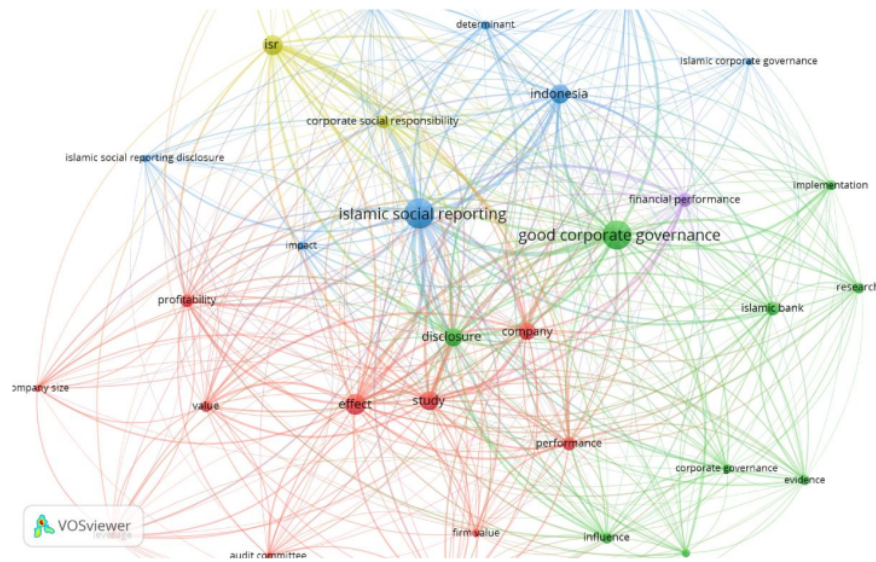 determinant
isr
islamic corporate governance
indonesia
corporate social responsibility
islamic social reporting disclosure
implementation
financial performance
islamic social reporting
good corporate governance
impact
research
profitability
islamic bank
company
disclosure
ompany size
value
effect
study
performance
corporate governance
evidence
VOSviewer
leverage
firm value
influence
audit committee